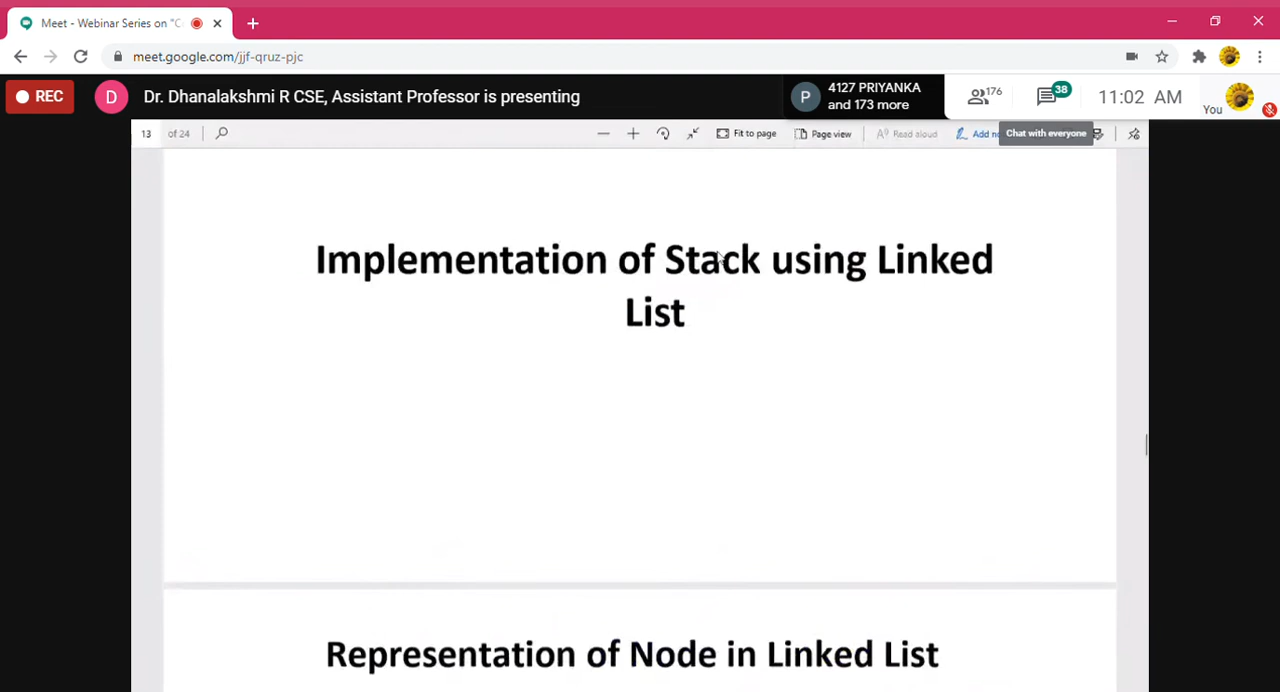 Meet - Webinar Series on "C
meet.google.com/jjf-qruz-pjc
REC
D
Dr. Dhanalakshmi R CSE, Assistant Professor is presenting
P
4127 PRIYANKA
and 173 more
176
38
11:02 AM
You
13 of 24
Fit to page
Page view
Read aloud
Add no
Chat with everyone
Implementation of Stack using Linked
List
Representation of Node in Linked List